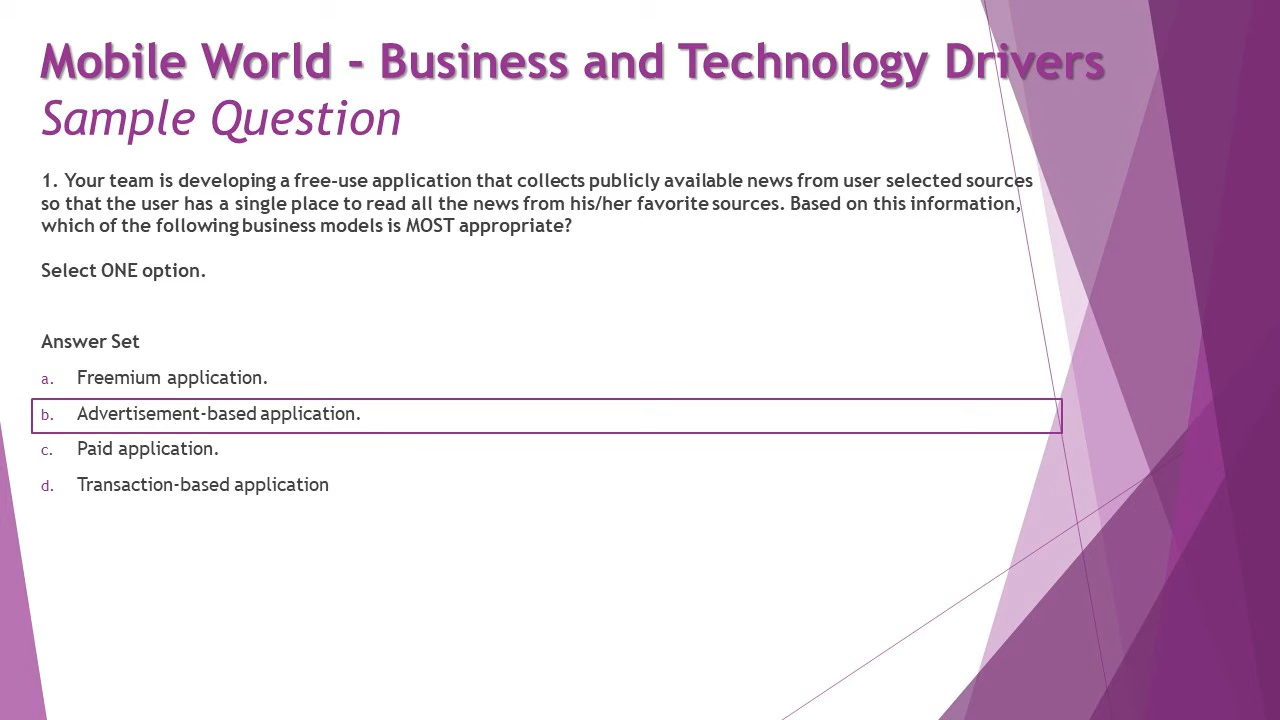 Mobile World - Business and Technology Drivers
Sample Question
1. Your team is developing a free-use application that collects publicly available news from user selected sources
so that the user has a single place to read all the news from his/her favorite sources. Based on this information,
which of the following business models is MOST appropriate?
Select ONE option.
Answer Set
a. Freemium application.
b. Advertisement-based application.
c. Paid application.
d. Transaction-based application